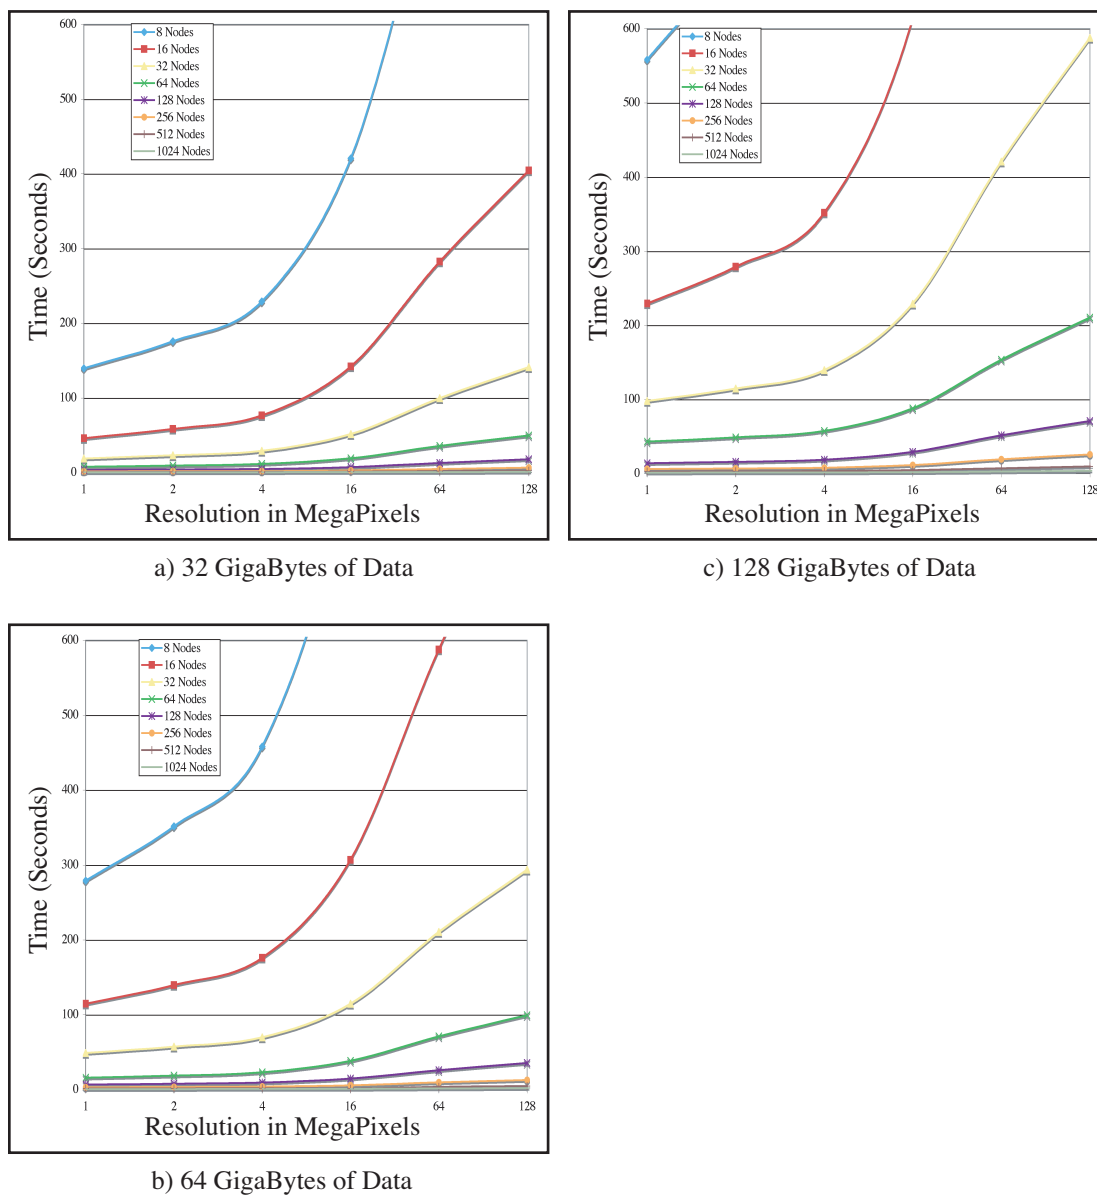 600
500
400
300
200
100
0
Time (Seconds)
8 Nodes
16 Nodes
32 Nodes
64 Nodes
128 Nodes
256 Nodes
512 Nodes
1024 Nodes
1 2 4 16 64 128
Resolution in MegaPixels
a) 32 GigaBytes of Data
600
500
400
300
200
100
0
Time (Seconds)
8 Nodes
16 Nodes
32 Nodes
64 Nodes
128 Nodes
256 Nodes
512 Nodes
1024 Nodes
1 2 4 16 64 128
Resolution in MegaPixels
c) 128 GigaBytes of Data
600
500
400
300
200
100
0
Time (Seconds)
8 Nodes
16 Nodes
32 Nodes
64 Nodes
128 Nodes
256 Nodes
512 Nodes
1024 Nodes
1 2 4 16 64 128
Resolution in MegaPixels
b) 64 GigaBytes of Data